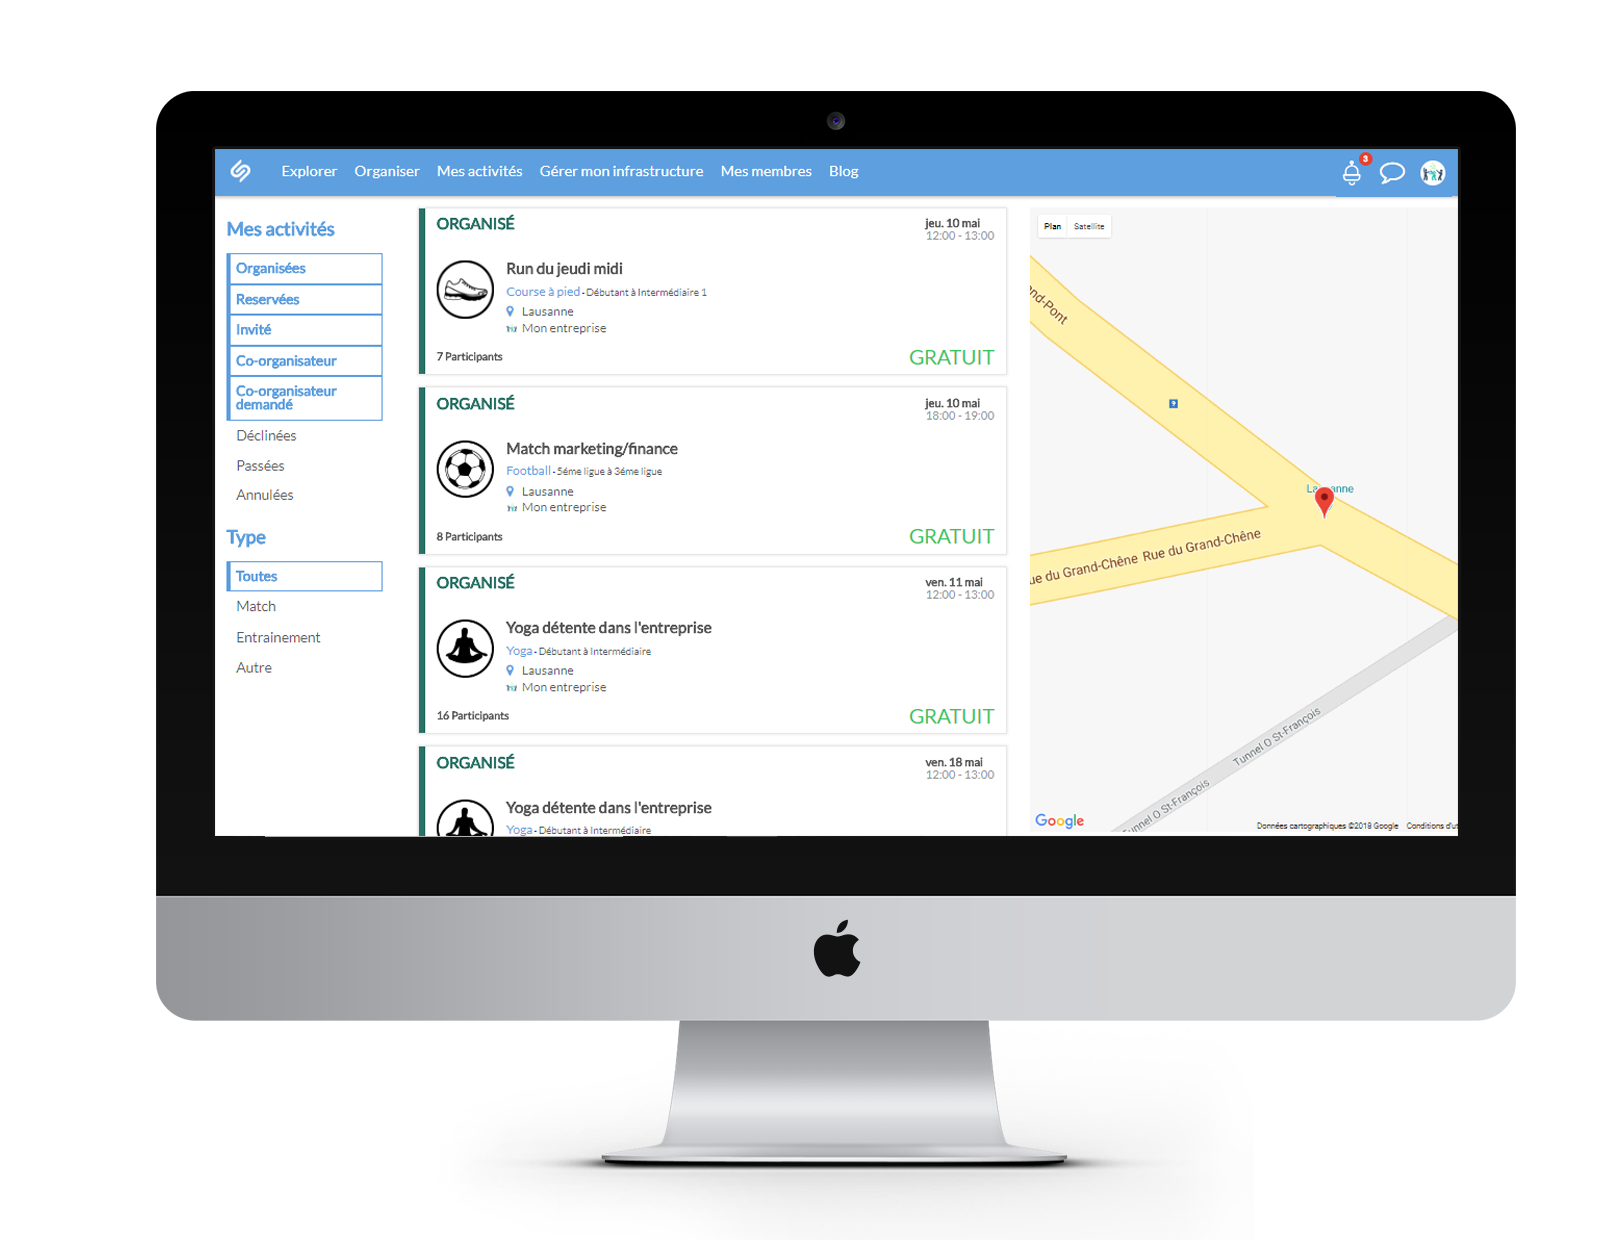 Explorer Organiser Mes activités Gérer mon infrastructure Mes membres Blog
3
Mes activités
Organisées
Reservées
Invité
Co-organisateur
Co-organisateur
demandé
Déclinées
Passées
Annulées
Type
Toutes
Match
Entrainement
Autre
ORGANISÉ
jeu. 10 mai
12:00 - 13:00
Run du jeudi midi
Course à pied - Débutant à Intermédiaire 1
Lausanne
Mon entreprise
7 Participants
GRATUIT
ORGANISÉ
jeu. 10 mai
18:00 - 19:00
Match marketing/finance
Football - 5éme ligue à 3éme ligue
Lausanne
Mon entreprise
8 Participants
GRATUIT
ORGANISÉ
ven. 11 mai
12:00 - 13:00
Yoga détente dans l'entreprise
Yoga - Débutant à Intermédiaire
Lausanne
Mon entreprise
16 Participants
GRATUIT
ORGANISÉ
ven. 18 mai
12:00 - 13:00
Yoga détente dans l'entreprise
Yoga - Débutant à Intermédiaire
Plan Satellite
nd-Pont
ue du Grand-Chêne Rue du Grand-Chêne
Tunnel O St-François
Tunnel O St-François
Google
Données cartographiques ©2018 Google Conditions d'ut